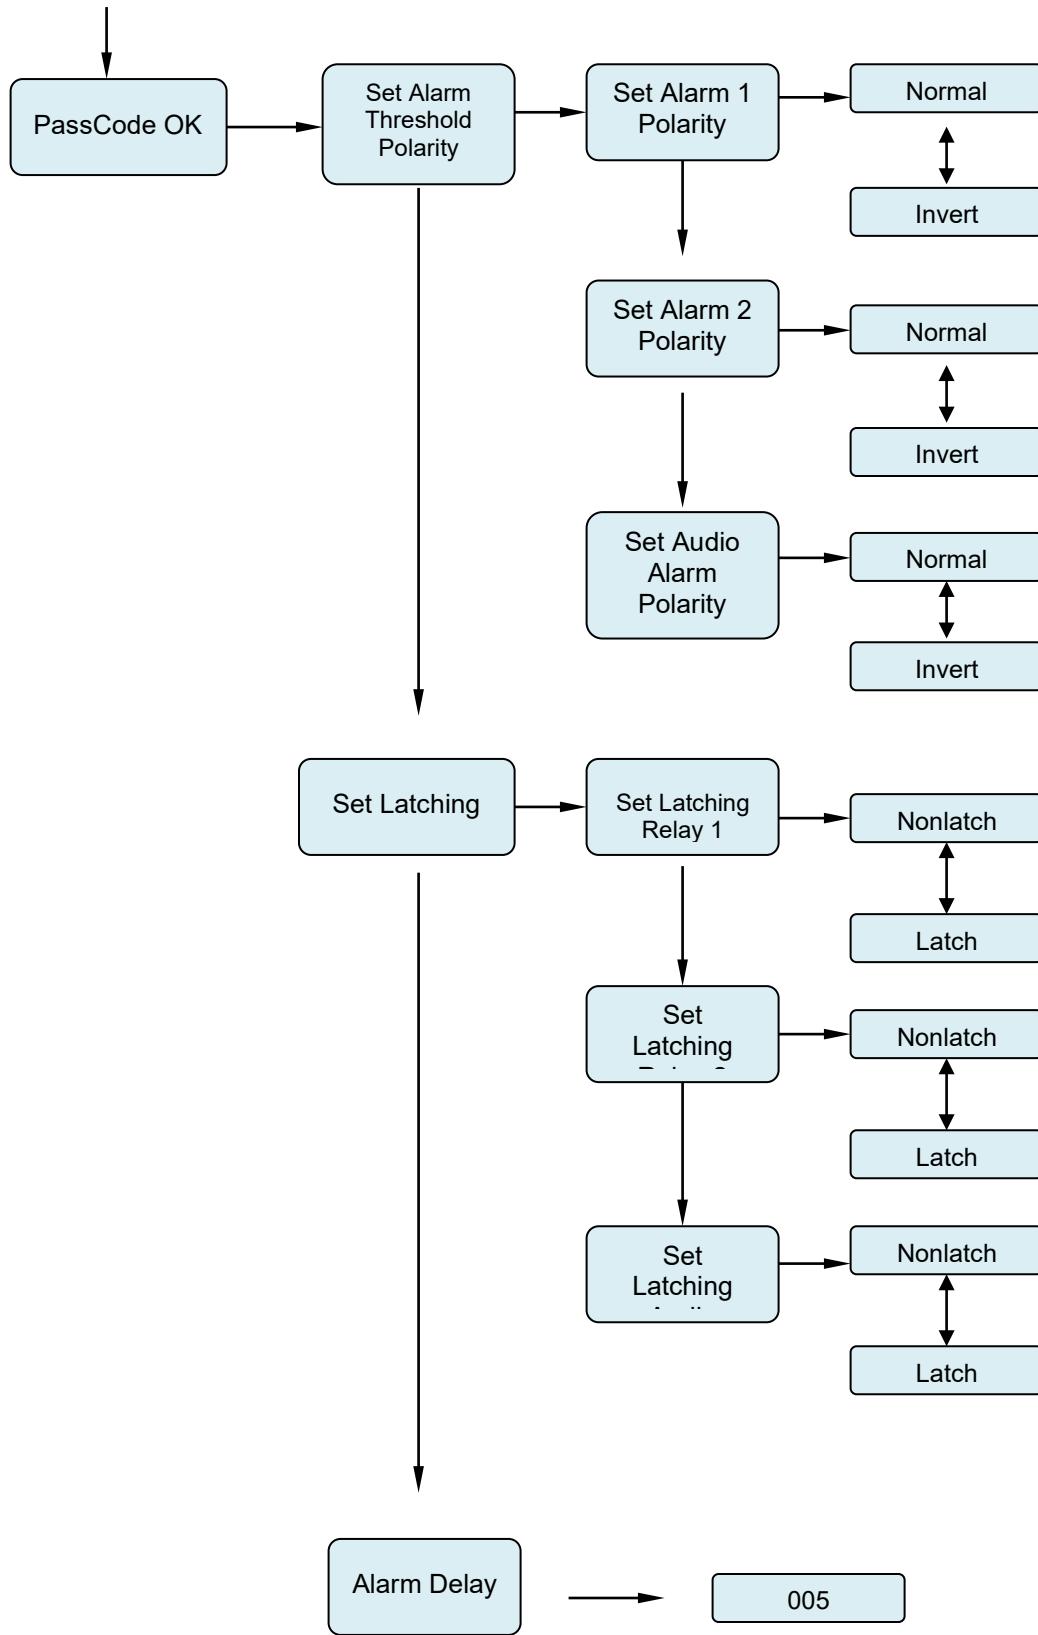 PassCode OK
Set Alarm
Threshold
Polarity
Set Alarm 1
Polarity
Normal
Invert
Set Alarm 2
Polarity
Normal
Invert
Set Audio
Alarm
Polarity
Normal
Invert
Set Latching
Set Latching
Relay 1
Nonlatch
Latch
Set
Latching
Nonlatch
Latch
Set
Latching
Nonlatch
Latch
Alarm Delay
005